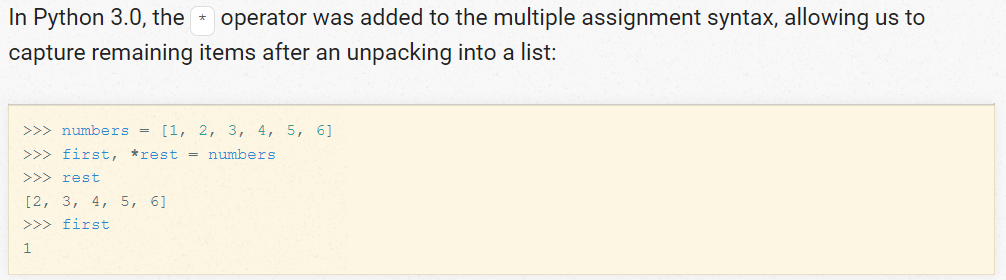 In Python 3.0, the * operator was added to the multiple assignment syntax, allowing us to
capture remaining items after an unpacking into a list:
>>> numbers = [1, 2, 3, 4, 5, 6]
>>> first, *rest = numbers
>>> rest
[2, 3, 4, 5, 6]
>>> first
1